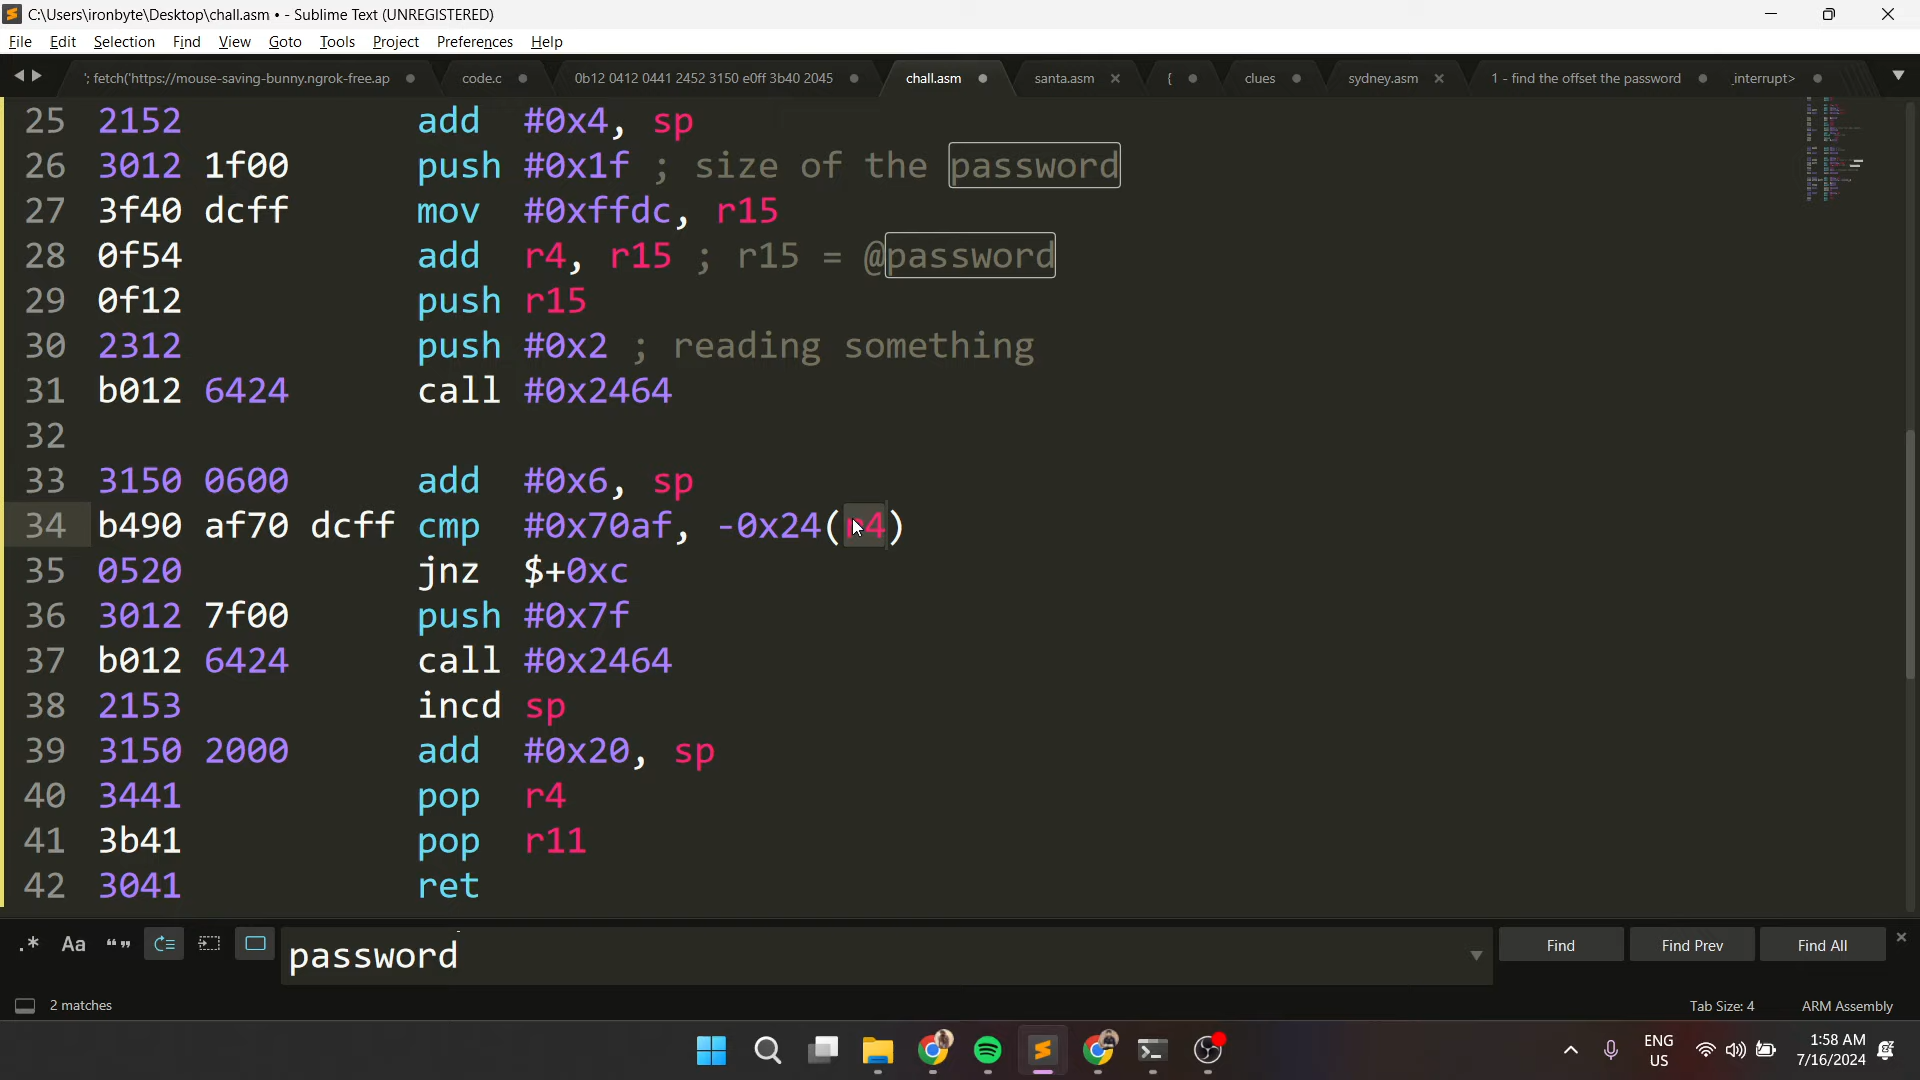 C:\Users\ironbyte\Desktop\chall.asm • - Sublime Text (UNREGISTERED)
File Edit Selection Find View Goto Tools Project Preferences Help
'; fetch('https://mouse-saving-bunny.ngrok-free.ap code.c 0b12 0412 0441 2452 3150 e0ff 3b40 2045 chall.asm santa.asm { clues sydney.asm 1 - find the offset the password _interrupt>
25 2152 add #0x4, sp
26 3012 1f00 push #0x1f ; size of the password
27 3f40 dcff mov #0xffdc, r15
28 0f54 add r4, r15 ; r15 = @password
29 0f12 push r15
30 2312 push #0x2 ; reading something
31 b012 6424 call #0x2464
32
33 3150 0600 add #0x6, sp
34 b490 af70 dcff cmp #0x70af, -0x24(r4)
35 0520 jnz $+0xc
36 3012 7f00 push #0x7f
37 b012 6424 call #0x2464
38 2153 incd sp
39 3150 2000 add #0x20, sp
40 3441 pop r4
41 3b41 pop r11
42 3041 ret
.* Aa “” password Find Find Prev Find All
2 matches Tab Size: 4 ARM Assembly
ENG US 1:58 AM
7/16/2024